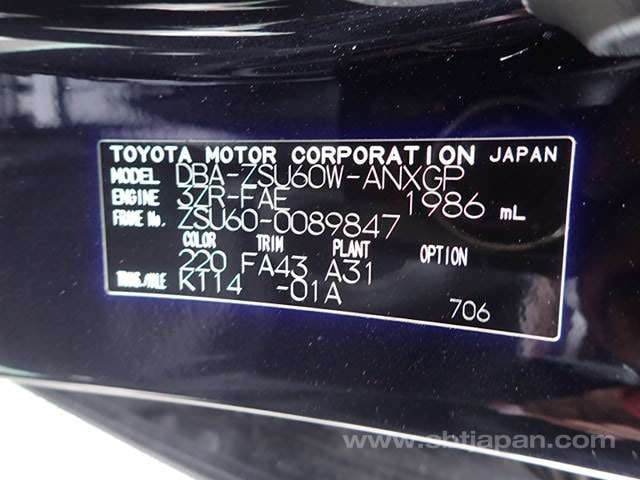 TOYOTA MOTOR CORPORATION JAPAN
MODEL DBA-ZSU60W-ANXGP
ENGINE 3ZR-FAE 1986 mL
FRAME No. ZSU60-0089847
COLOR TRIM PLANT OPTION
220 FA43 A31
TRANS./AXLE K114 -01A
706
www.sbtjapan.com